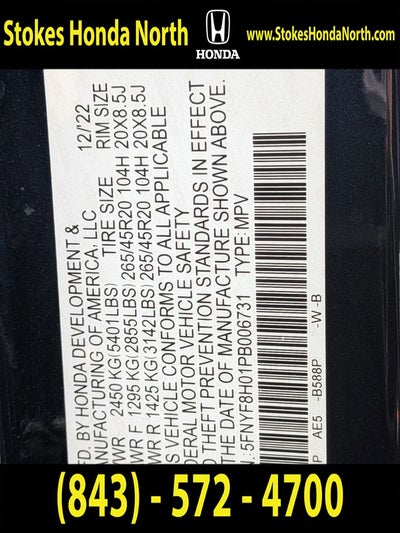 Stokes Honda North
HONDA
www.StokesHondaNorth.com
MFD. BY HONDA DEVELOPMENT & 12/'22
MANUFACTURING OF AMERICA, LLC
WR 2450 KG(5401LBS) TIRE SIZE RIM SIZE
WR F 1295 KG(2855LBS) 265/45R20 104H 20X8.5J
WR R 1425 KG(3142LBS) 265/45R20 104H 20X8.5J
S VEHICLE CONFORMS TO ALL APPLICABLE
DERAL MOTOR VEHICLE SAFETY
D THEFT PREVENTION STANDARDS IN EFFECT
THE DATE OF MANUFACTURE SHOWN ABOVE.
N: 5FNYF8H01PB006731 TYPE: MPV
P AE5 -B588P -W -B
(843) - 572 - 4700